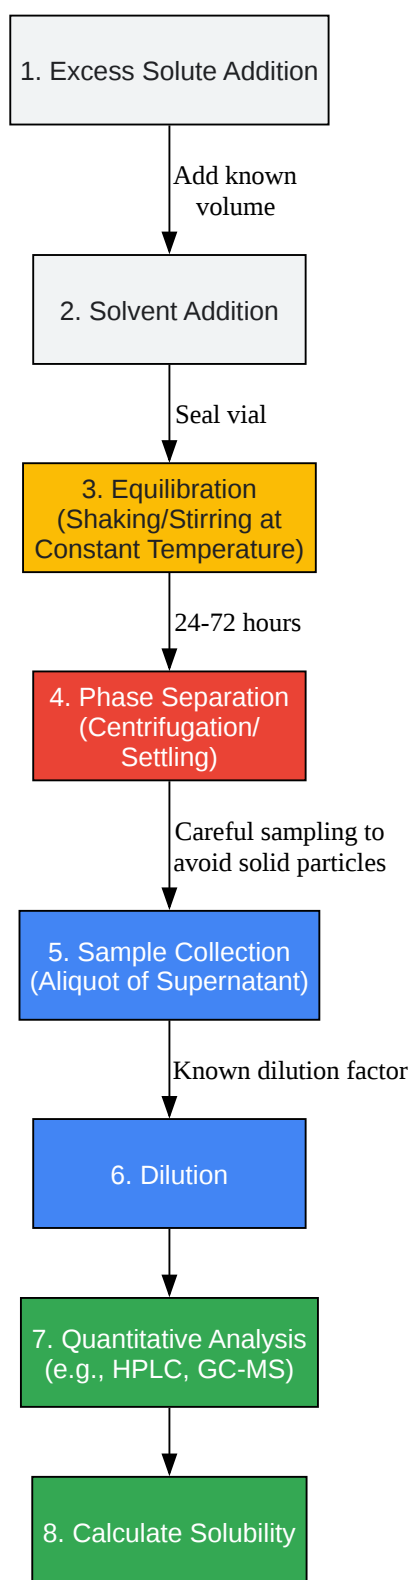 1. Excess Solute Addition
Add known
volume
2. Solvent Addition
Seal vial
3. Equilibration
(Shaking/Stirring at
Constant Temperature)
24-72 hours
4. Phase Separation
(Centrifugation/
Settling)
Careful sampling to
avoid solid particles
5. Sample Collection
(Aliquot of Supernatant)
Known dilution factor
6. Dilution
7. Quantitative Analysis
(e.g., HPLC, GC-MS)
8. Calculate Solubility